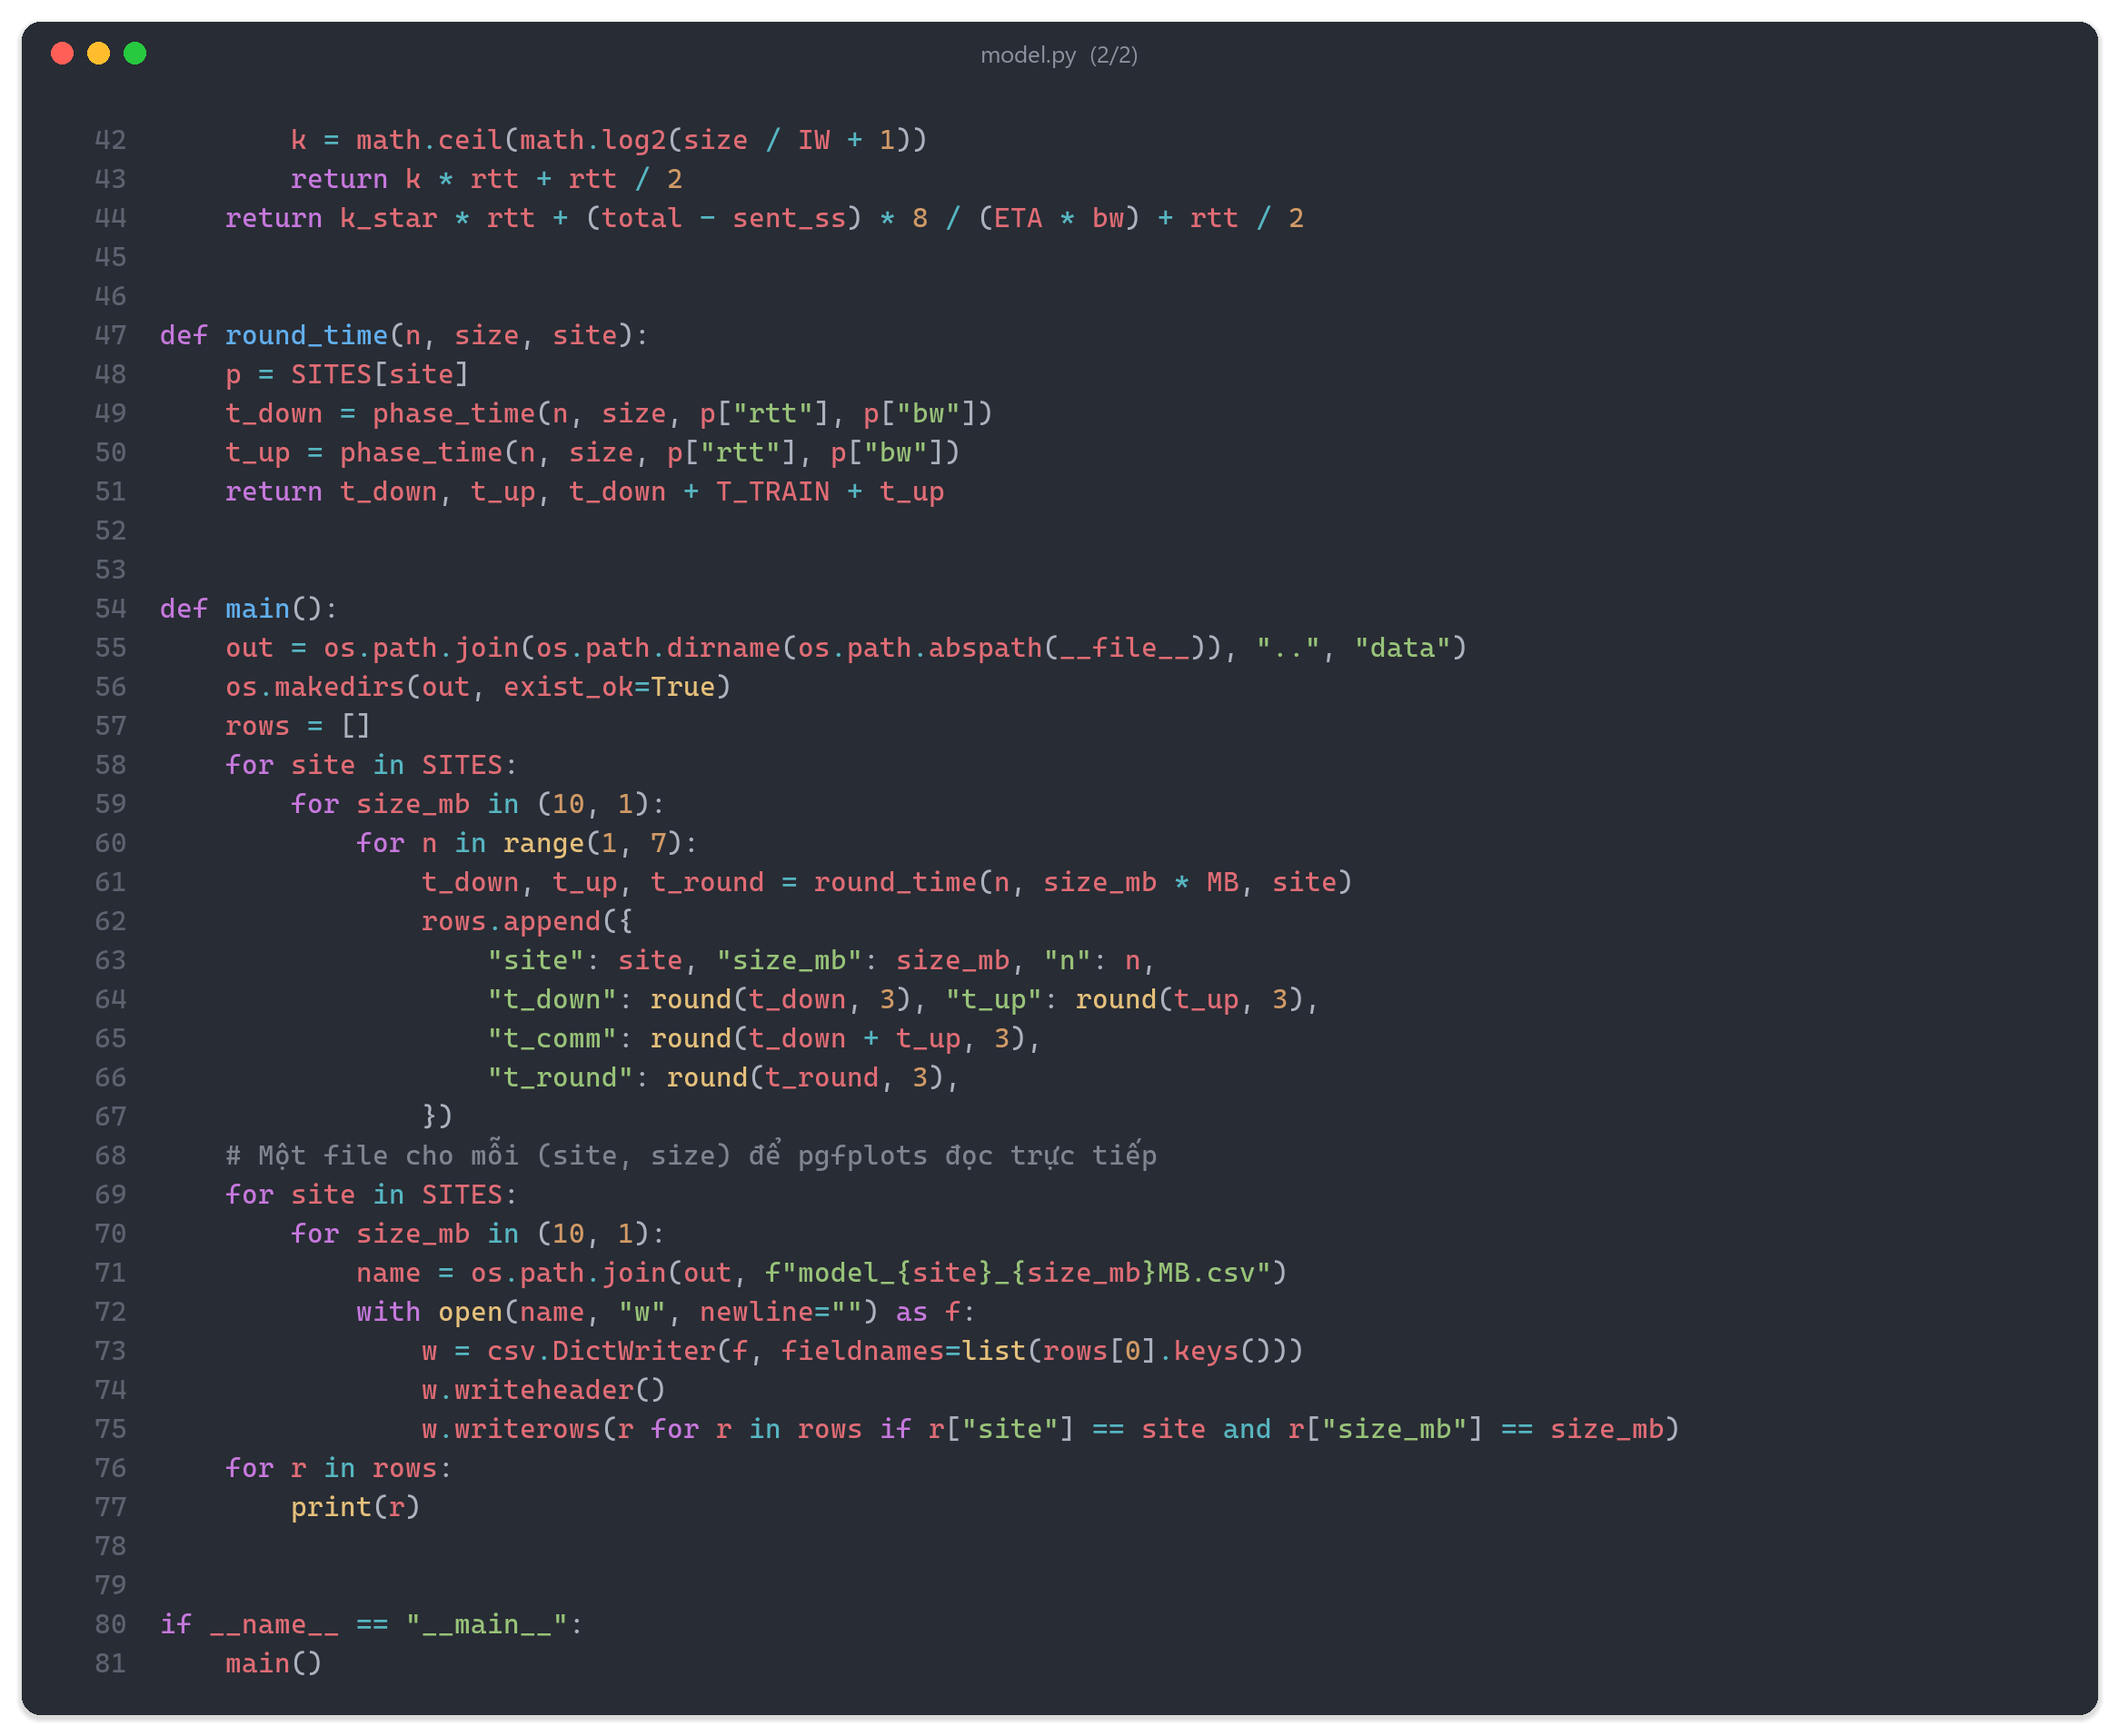 model.py (2/2)
42        k = math.ceil(math.log2(size / IW + 1))
43        return k * rtt + rtt / 2
44    return k_star * rtt + (total - sent_ss) * 8 / (ETA * bw) + rtt / 2
45
46
47 def round_time(n, size, site):
48     p = SITES[site]
49     t_down = phase_time(n, size, p["rtt"], p["bw"])
50     t_up = phase_time(n, size, p["rtt"], p["bw"])
51     return t_down, t_up, t_down + T_TRAIN + t_up
52
53
54 def main():
55     out = os.path.join(os.path.dirname(os.path.abspath(__file__)), "..", "data")
56     os.makedirs(out, exist_ok=True)
57     rows = []
58     for site in SITES:
59         for size_mb in (10, 1):
60             for n in range(1, 7):
61                 t_down, t_up, t_round = round_time(n, size_mb * MB, site)
62                 rows.append({
63                     "site": site, "size_mb": size_mb, "n": n,
64                     "t_down": round(t_down, 3), "t_up": round(t_up, 3),
65                     "t_comm": round(t_down + t_up, 3),
66                     "t_round": round(t_round, 3),
67                 })
68     # Một file cho mỗi (site, size) để pgfplots đọc trực tiếp
69     for site in SITES:
70         for size_mb in (10, 1):
71             name = os.path.join(out, f"model_{site}_{size_mb}MB.csv")
72             with open(name, "w", newline="") as f:
73                 w = csv.DictWriter(f, fieldnames=list(rows[0].keys()))
74                 w.writeheader()
75                 w.writerows(r for r in rows if r["site"] == site and r["size_mb"] == size_mb)
76     for r in rows:
77         print(r)
78
79
80 if __name__ == "__main__":
81     main()